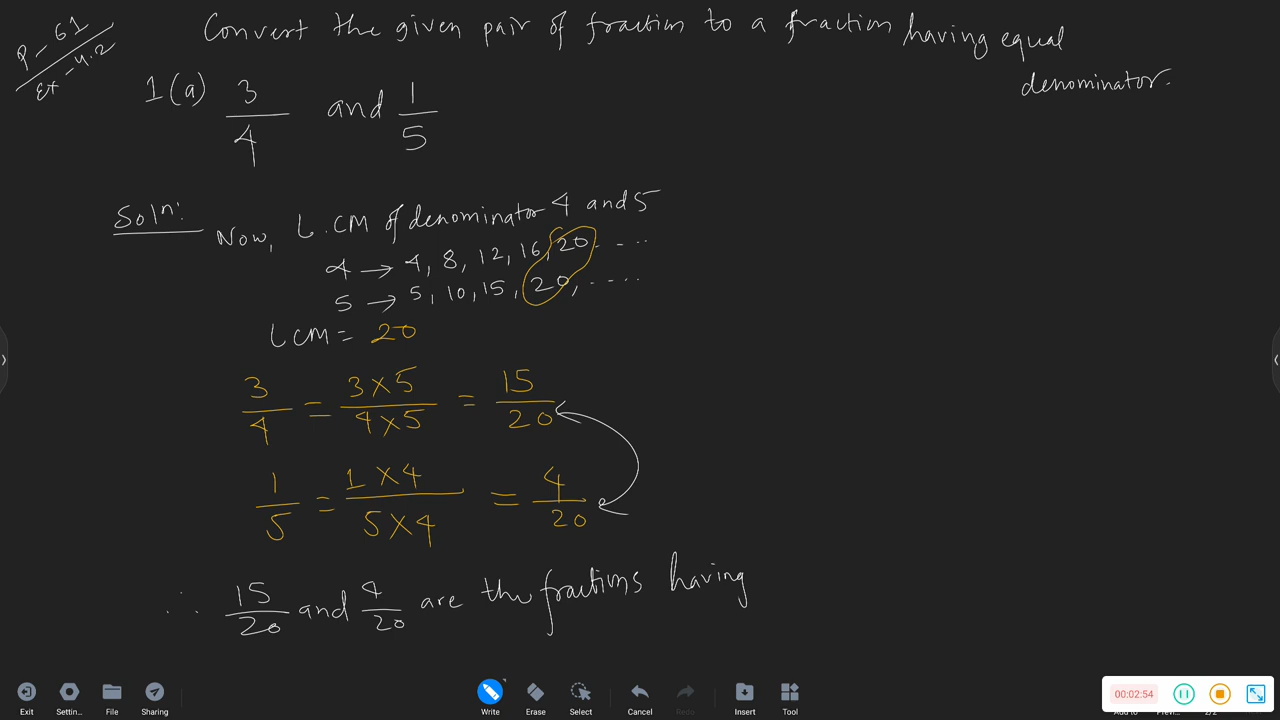 P-61
Ex-4.2
Convert the given pair of fraction to a fraction having equal
denominator.
1(a) 3/4 and 1/5
Soln:
Now, L.CM of denominator 4 and 5
4 → 4, 8, 12, 16, 20 .....
5 → 5, 10, 15, 20, .....
LCM = 20
3/4 = 3×5/4×5 = 15/20
1/5 = 1×4/5×4 = 4/20
∴ 15/20 and 4/20 are the fractions having
Exit Settin... File Sharing Write Erase Select Cancel Redo Insert Tool
00:02:54